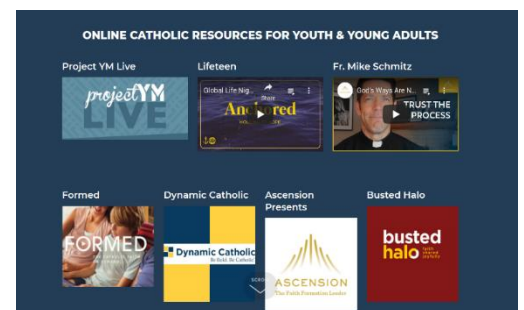 ONLINE CATHOLIC RESOURCES FOR YOUTH & YOUNG ADULTS
Project YM Live
Lifeteen
Fr. Mike Schmitz
projectYM
LIVE
Global Life Nig...
Share
Anchored
God's Ways Are N...
TRUST THE
PROCESS
Formed
Dynamic Catholic
Ascension
Presents
Busted Halo
FORMED
Dynamic Catholic
Be Bold. Be Catholic.
SCROLL
ASCENSION
The Faith Formation Leader
busted
halo